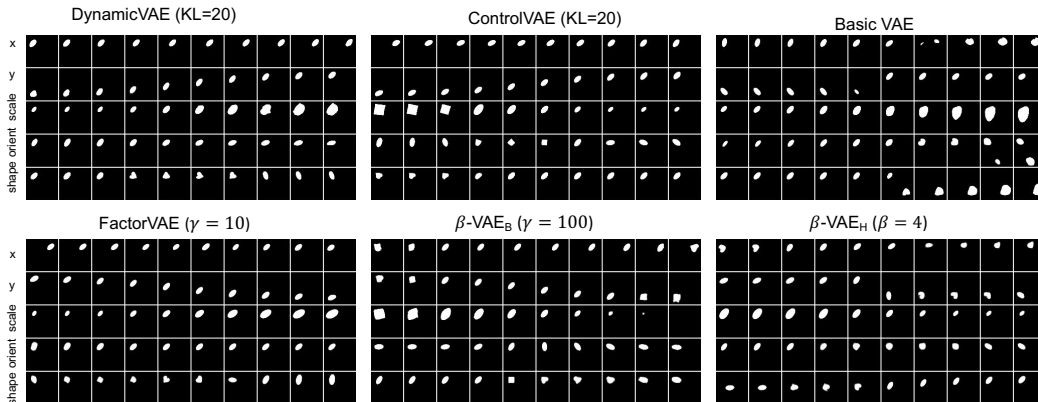 DynamicVAE (KL=20)
ControlVAE (KL=20)
Basic VAE
x
y
scale
orient
shape
FactorVAE (γ = 10)
β-VAE_B (γ = 100)
β-VAE_H (β = 4)
x
y
scale
orient
shape